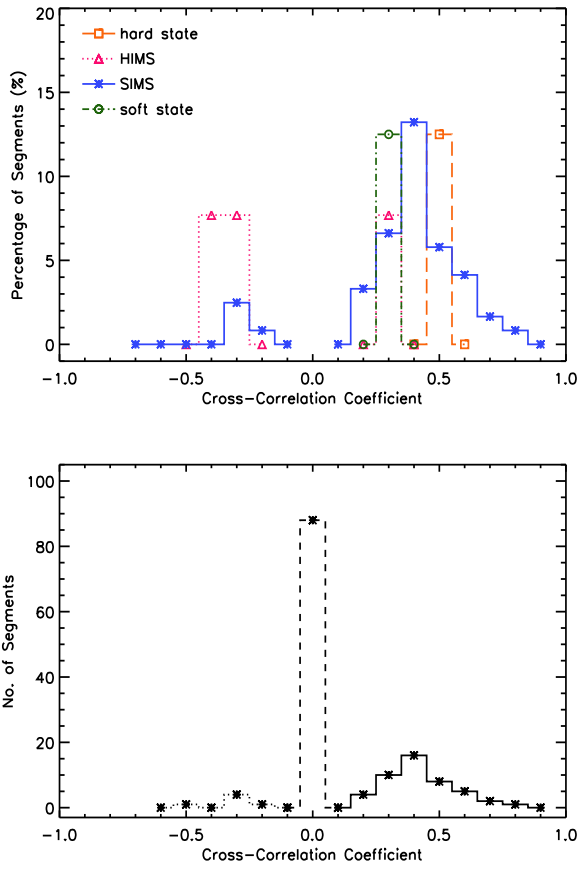 20
15
10
5
0
Percentage of Segments (%)
hard state
HIMS
SIMS
soft state
-1.0 -0.5 0.0 0.5 1.0
Cross-Correlation Coefficient
100
80
60
40
20
0
No. of Segments
-1.0 -0.5 0.0 0.5 1.0
Cross-Correlation Coefficient